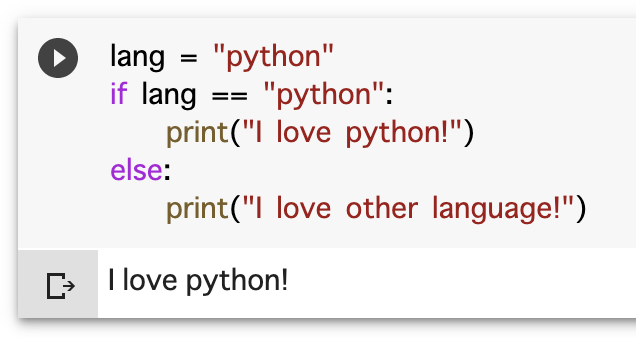 lang = "python"
if lang == "python":
    print("I love python!")
else:
    print("I love other language!")
I love python!